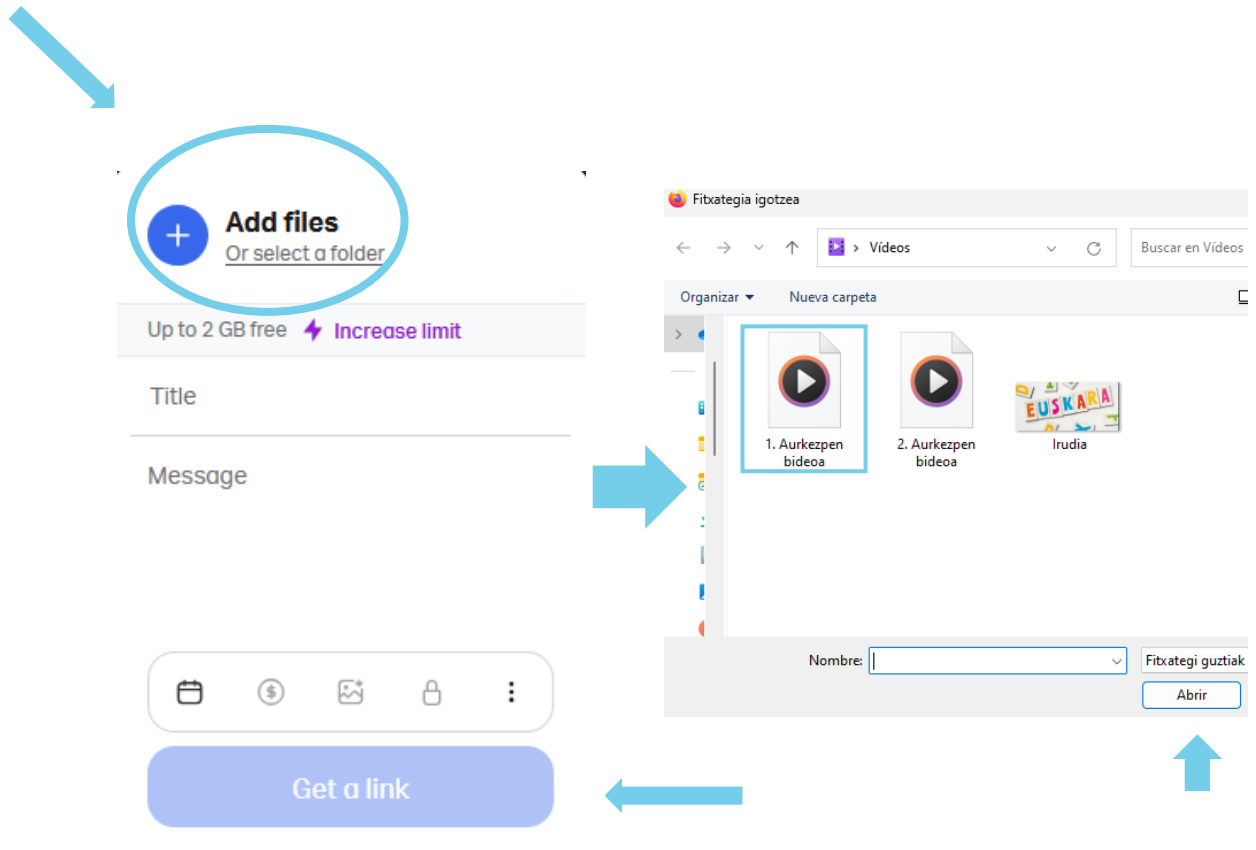 Add files
Or select a folder
Up to 2 GB free
Increase limit
Title
Message
Get a link
Fitxategia igotzea
Vídeos
Buscar en Vídeos
Organizar
Nueva carpeta
1. Aurkezpen
bideoa
2. Aurkezpen
bideoa
EUSKARA
Irudia
Nombre:
Fitxategi guztiak
Abrir